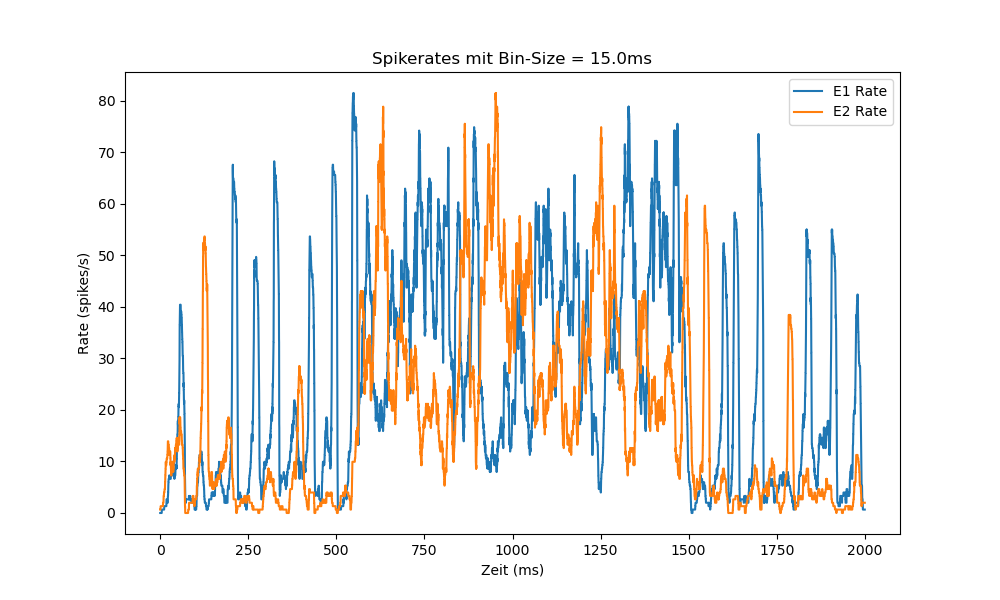 Spikerates mit Bin-Size = 15.0ms
E1 Rate
E2 Rate
80
70
60
50
40
30
20
10
0
Rate (spikes/s)
0 250 500 750 1000 1250 1500 1750 2000
Zeit (ms)